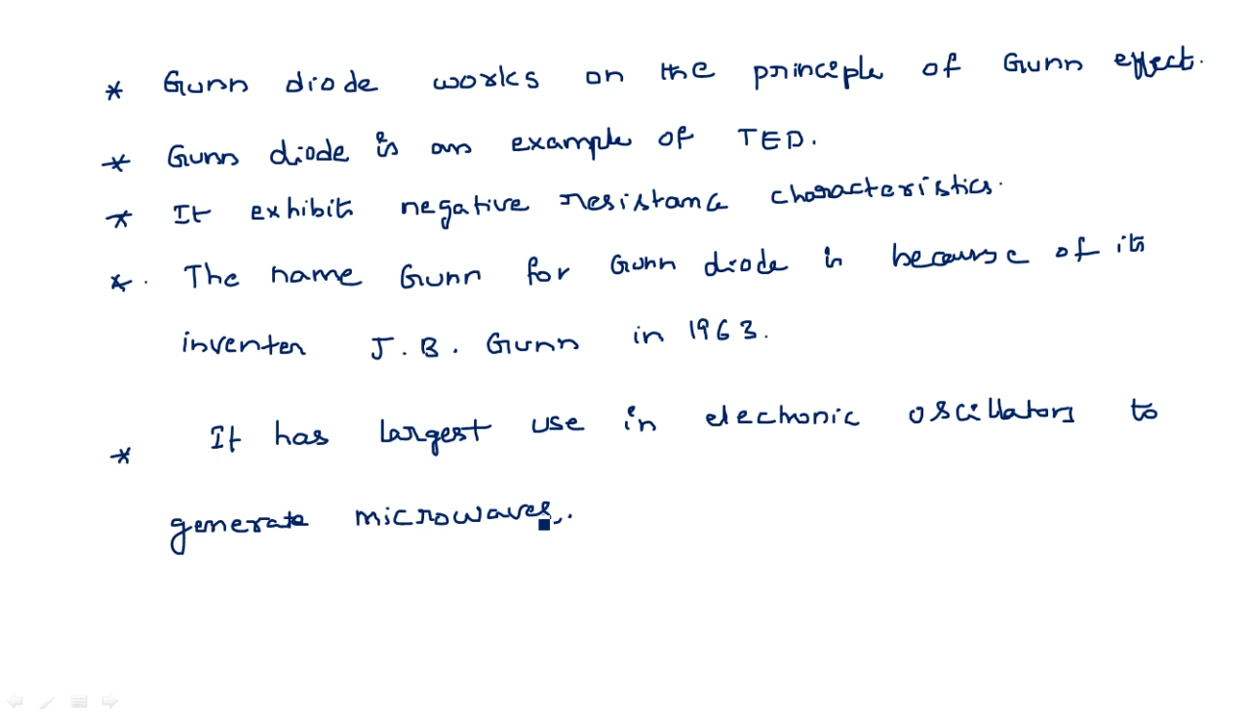 * Gunn diode works on the principle of Gunn effect.
* Gunn diode is an example of TED.
* It exhibits negative resistance characteristics.
* . The name Gunn for Gunn diode is because of its
inventer J. B. Gunn in 1963.
* It has largest use in electronic oscillators to
generate microwaves..